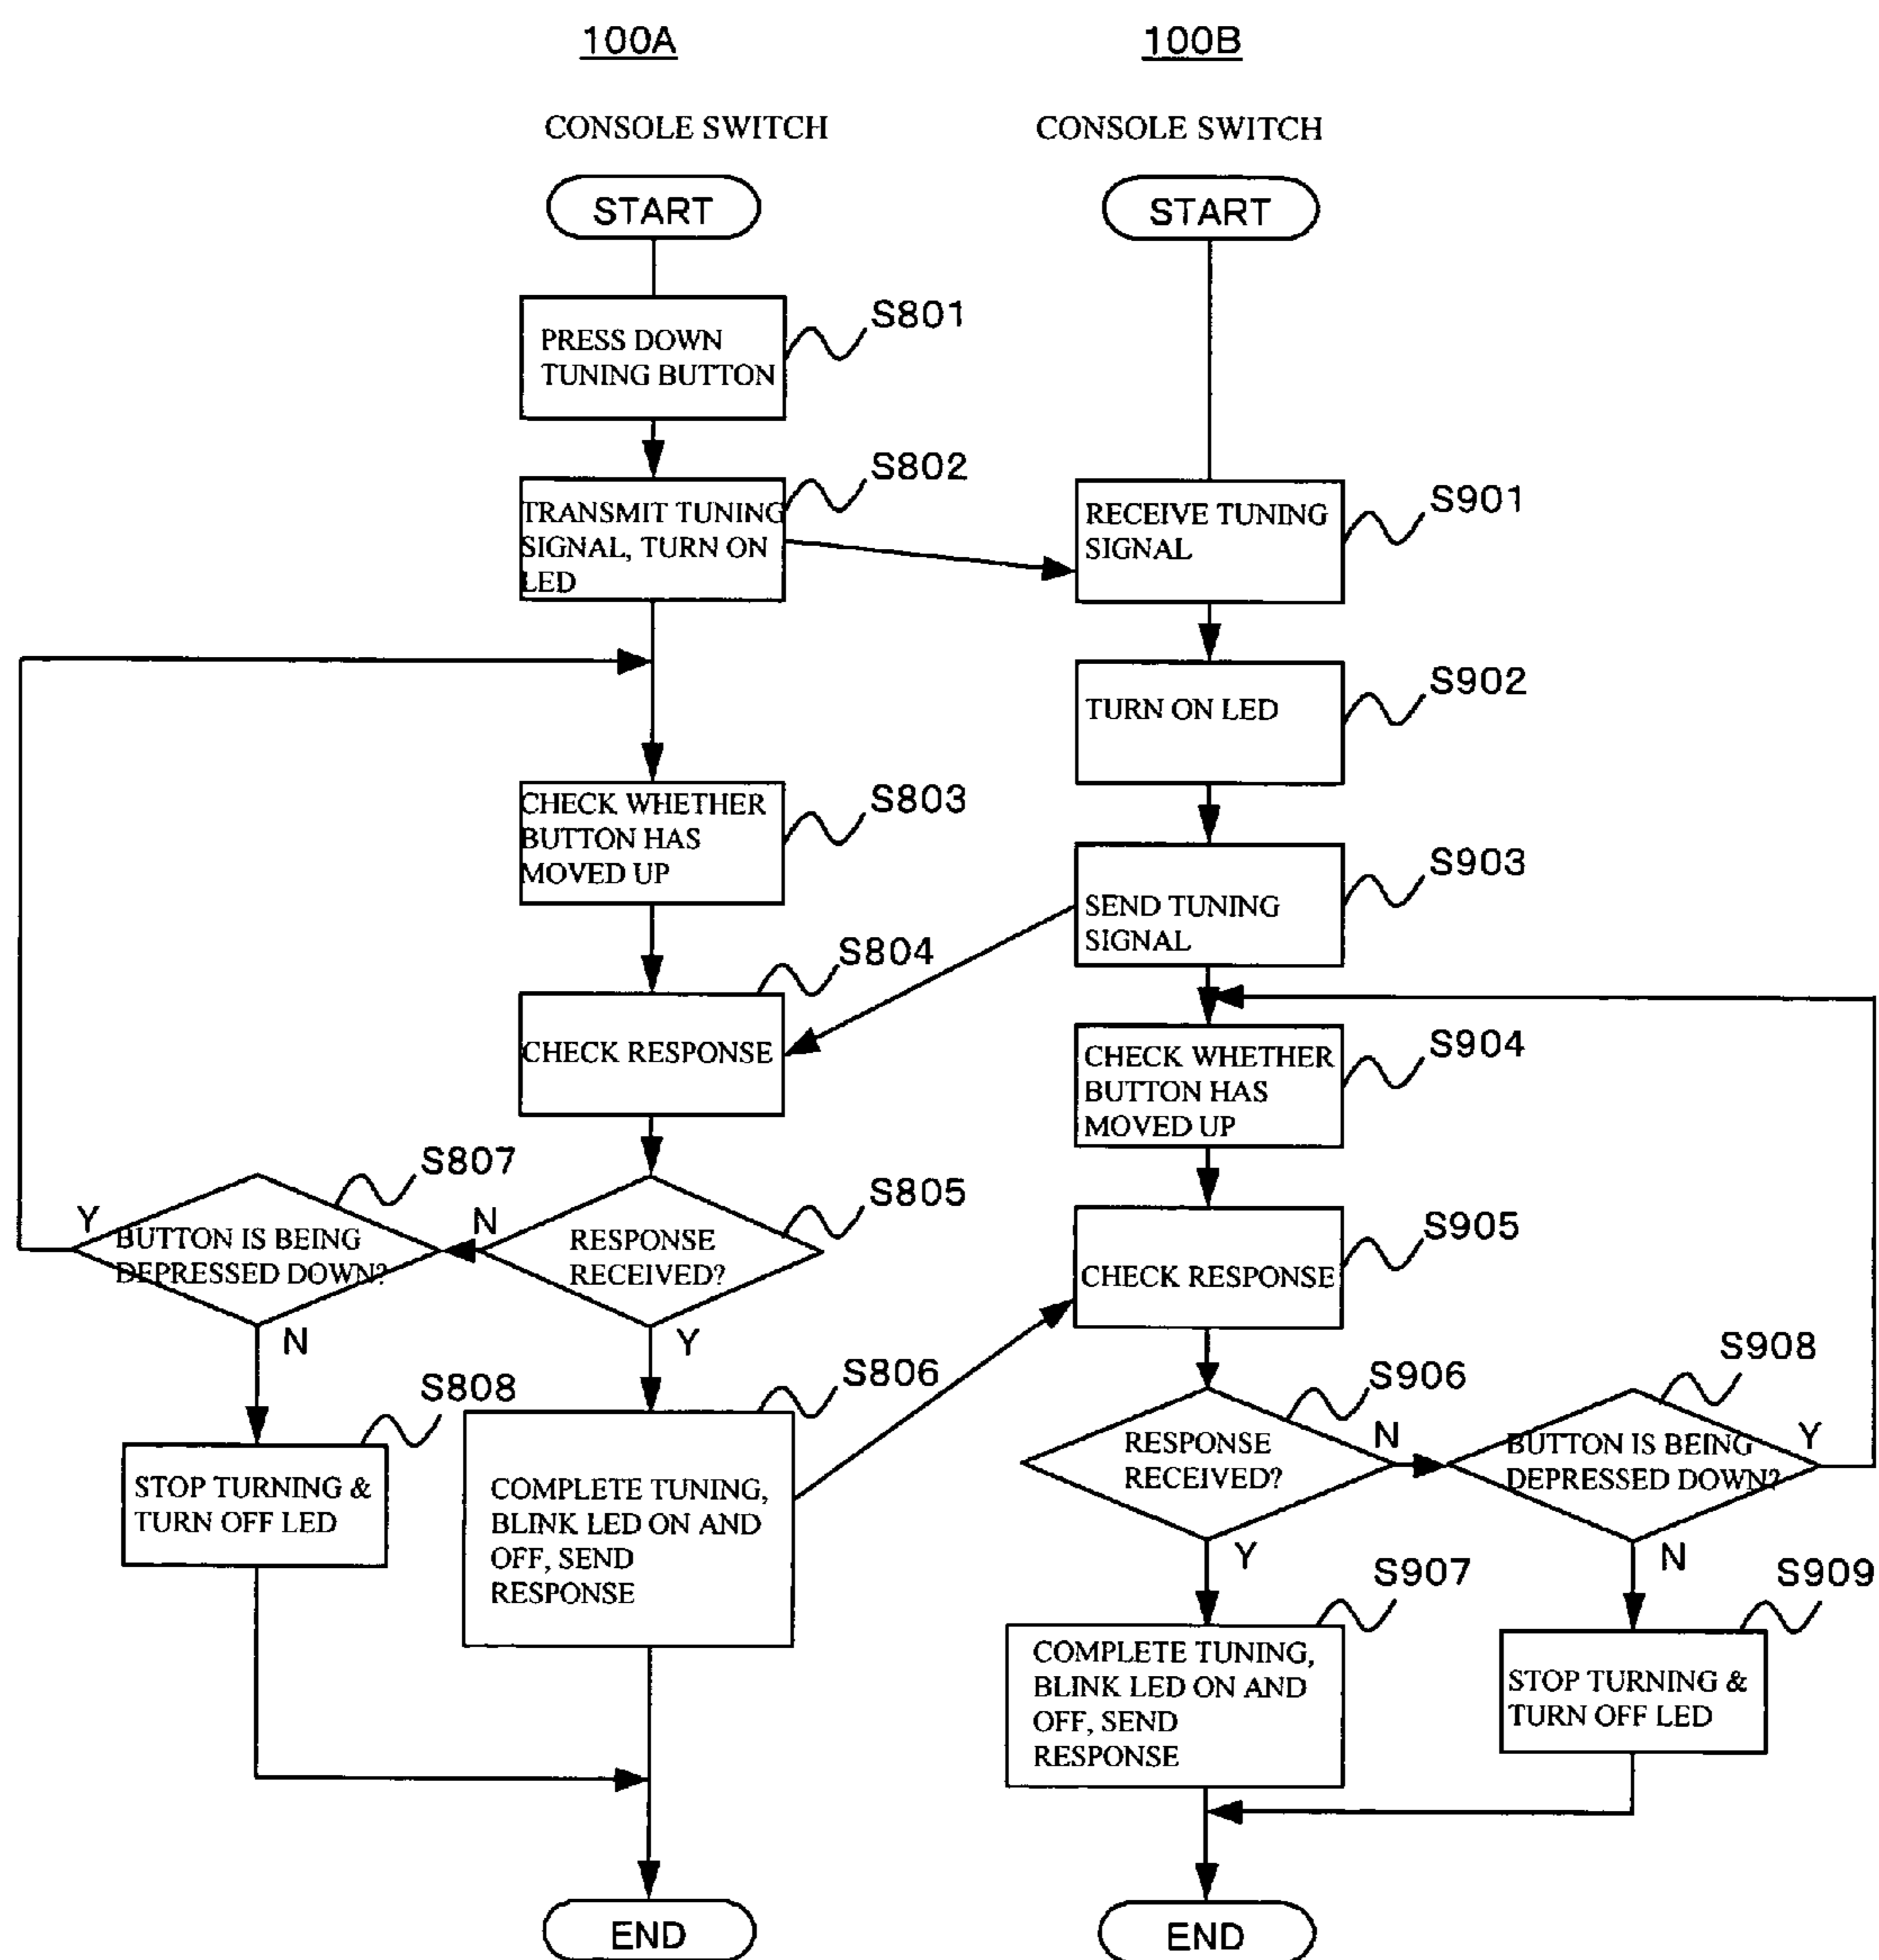 100A
CONSOLE SWITCH
START
PRESS DOWN
TUNING BUTTON
S801
TRANSMIT TUNING
SIGNAL, TURN ON
LED
S802
CHECK WHETHER
BUTTON HAS
MOVED UP
S803
CHECK RESPONSE
S804
RESPONSE
RECEIVED?
S805
N
Y
BUTTON IS BEING
DEPRESSED DOWN?
S807
Y
N
STOP TURNING &
TURN OFF LED
S808
COMPLETE TUNING,
BLINK LED ON AND
OFF, SEND
RESPONSE
S806
END
100B
CONSOLE SWITCH
START
RECEIVE TUNING
SIGNAL
S901
TURN ON LED
S902
SEND TUNING
SIGNAL
S903
CHECK WHETHER
BUTTON HAS
MOVED UP
S904
CHECK RESPONSE
S905
RESPONSE
RECEIVED?
S906
N
Y
BUTTON IS BEING
DEPRESSED DOWN?
S908
Y
N
COMPLETE TUNING,
BLINK LED ON AND
OFF, SEND
RESPONSE
S907
STOP TURNING &
TURN OFF LED
S909
END